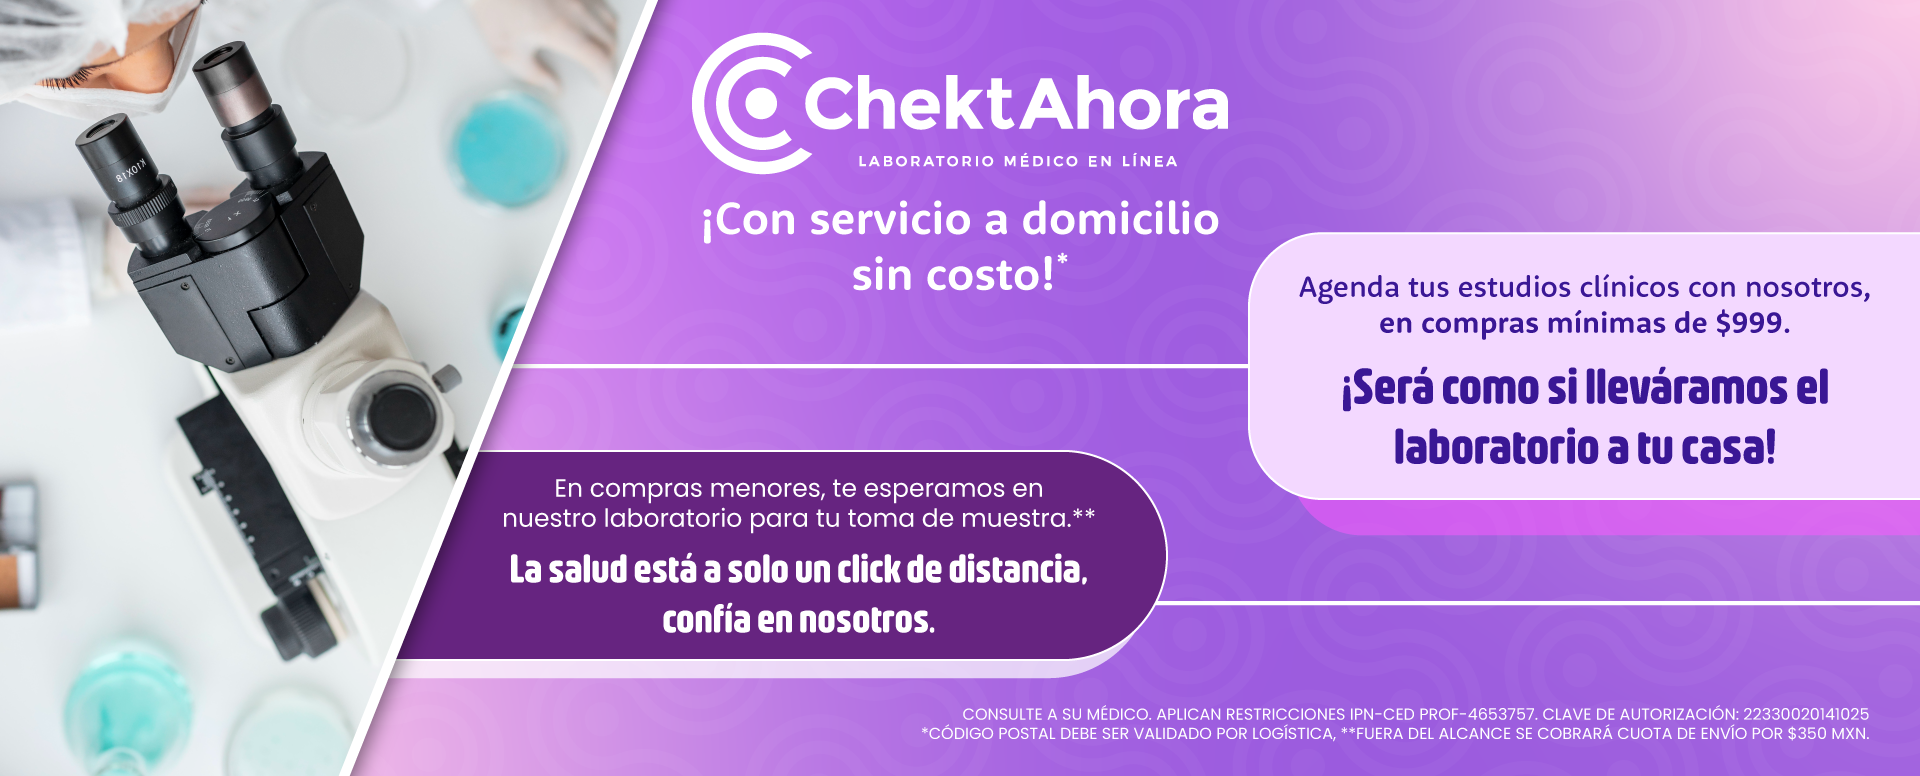 K10X18
ChektAhora
LABORATORIO MÉDICO EN LÍNEA
¡Con servicio a domicilio
sin costo!*
Agenda tus estudios clínicos con nosotros,
en compras mínimas de $999.
¡Será como si lleváramos el
laboratorio a tu casa!
En compras menores, te esperamos en
nuestro laboratorio para tu toma de muestra.**
La salud está a solo un click de distancia,
confía en nosotros.
CONSULTE A SU MÉDICO. APLICAN RESTRICCIONES IPN-CED PROF-4653757. CLAVE DE AUTORIZACIÓN: 22330020141025
*CÓDIGO POSTAL DEBE SER VALIDADO POR LOGÍSTICA, **FUERA DEL ALCANCE SE COBRARÁ CUOTA DE ENVÍO POR $350 MXN.